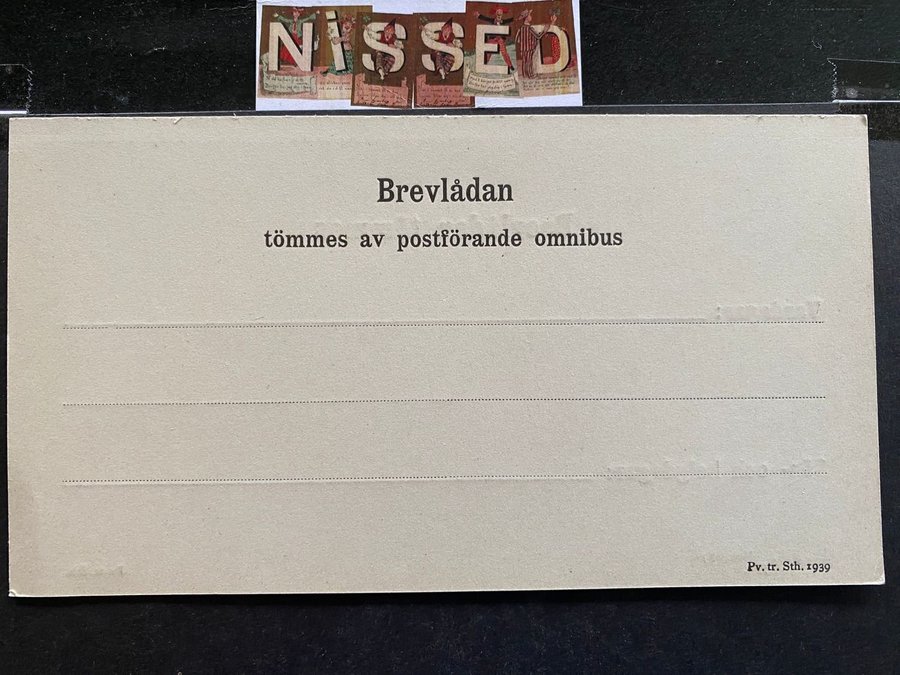 NiSSED
Brevlådan
tömmes av postförande omnibus
Pv. tr. Sth. 1939